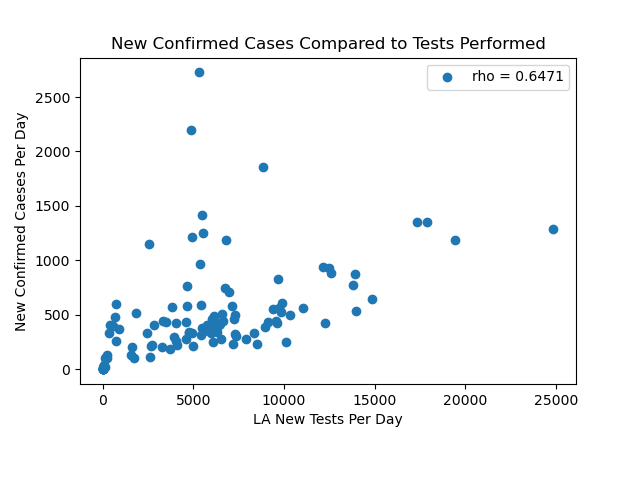 New Confirmed Cases Compared to Tests Performed
rho = 0.6471
New Confirmed Caeses Per Day
2500
2000
1500
1000
500
0
0 5000 10000 15000 20000 25000
LA New Tests Per Day